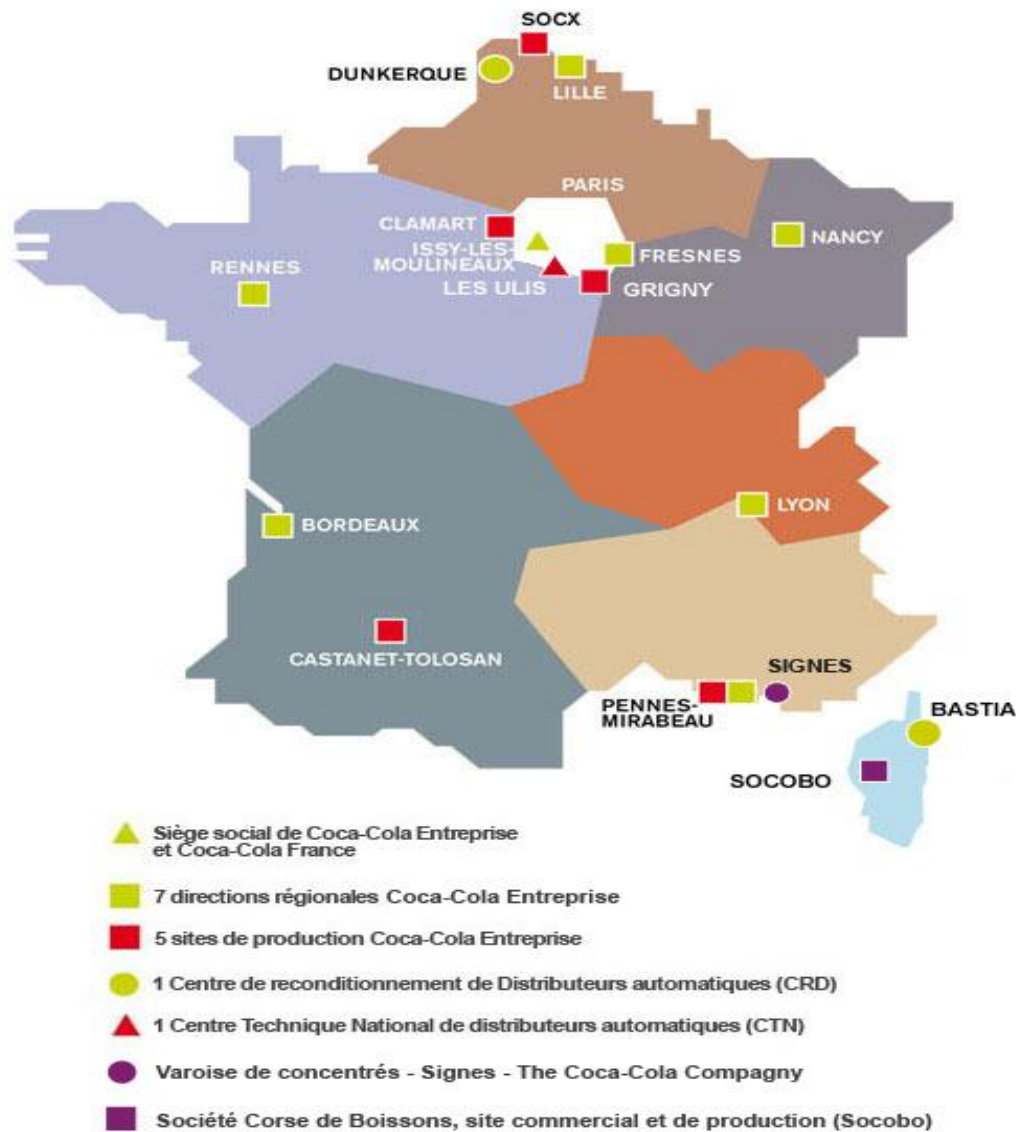 SOCX
DUNKERQUE
LILLE
PARIS
CLAMART
ISSY-LES-
MOULINEAUX
LES ULIS
FRESNES
GRIGNY
NANCY
RENNES
LYON
BORDEAUX
CASTANET-TOLOSAN
SIGNES
PENNES-
MIRABEAU
BASTIA
SOCOBO
Siège social de Coca-Cola Entreprise
et Coca-Cola France
7 directions régionales Coca-Cola Entreprise
5 sites de production Coca-Cola Entreprise
1 Centre de reconditionnement de Distributeurs automatiques (CRD)
1 Centre Technique National de distributeurs automatiques (CTN)
Varoise de concentrés - Signes - The Coca-Cola Compagny
Société Corse de Boissons, site commercial et de production (Socobo)